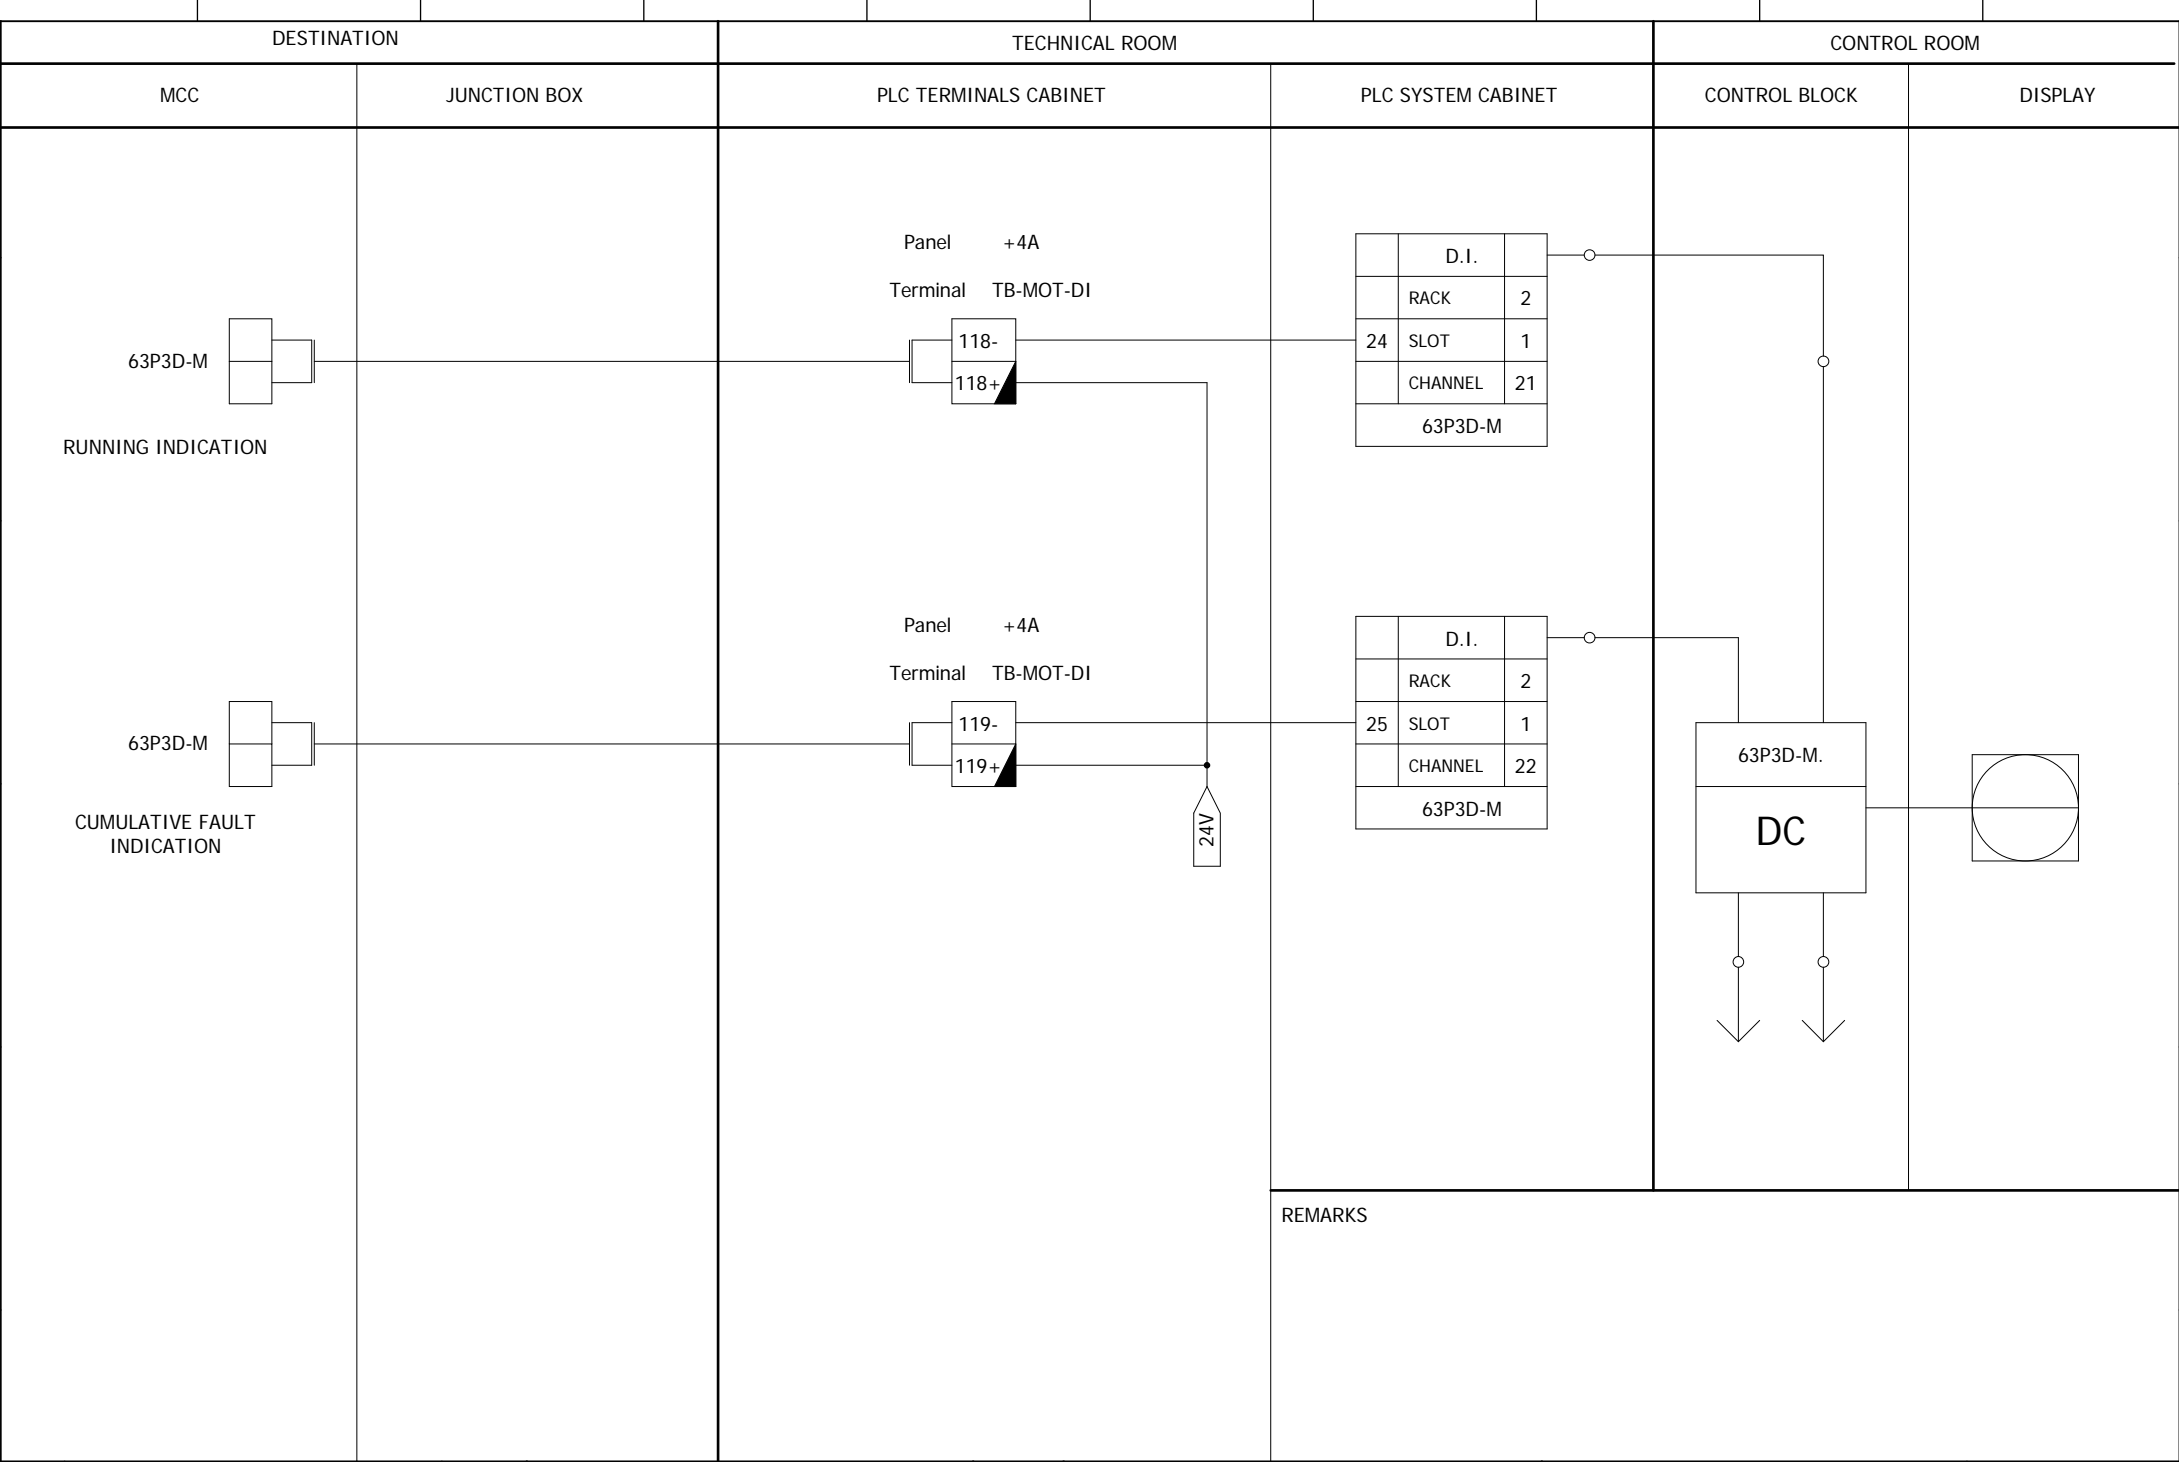 DESTINATION
TECHNICAL ROOM
CONTROL ROOM
MCC
JUNCTION BOX
PLC TERMINALS CABINET
PLC SYSTEM CABINET
CONTROL BLOCK
DISPLAY
63P3D-M
RUNNING INDICATION
Panel +4A
Terminal TB-MOT-DI
118-
118+
D.I.
RACK 2
24 SLOT 1
CHANNEL 21
63P3D-M
63P3D-M
CUMULATIVE FAULT
INDICATION
Panel +4A
Terminal TB-MOT-DI
119-
119+
24V
D.I.
RACK 2
25 SLOT 1
CHANNEL 22
63P3D-M
63P3D-M.
DC
REMARKS